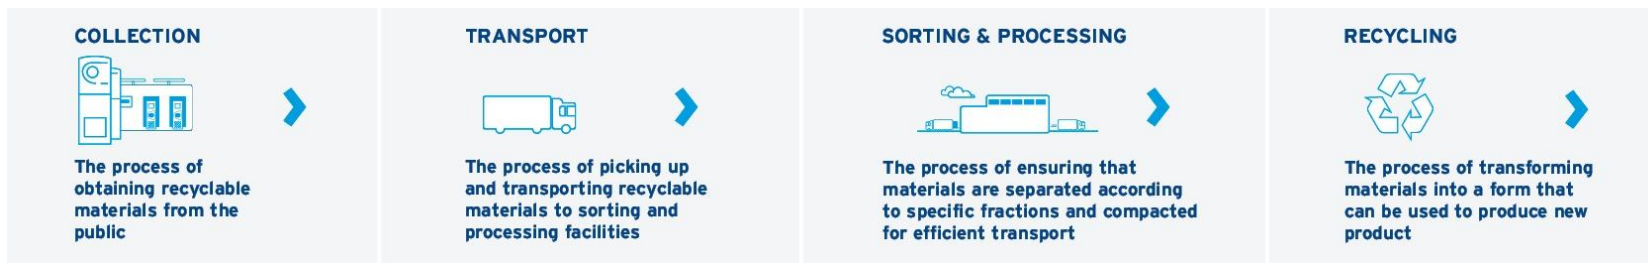 COLLECTION
The process of
obtaining recyclable
materials from the
public
TRANSPORT
The process of picking up
and transporting recyclable
materials to sorting and
processing facilities
SORTING & PROCESSING
The process of ensuring that
materials are separated according
to specific fractions and compacted
for efficient transport
RECYCLING
The process of transforming
materials into a form that
can be used to produce new
product